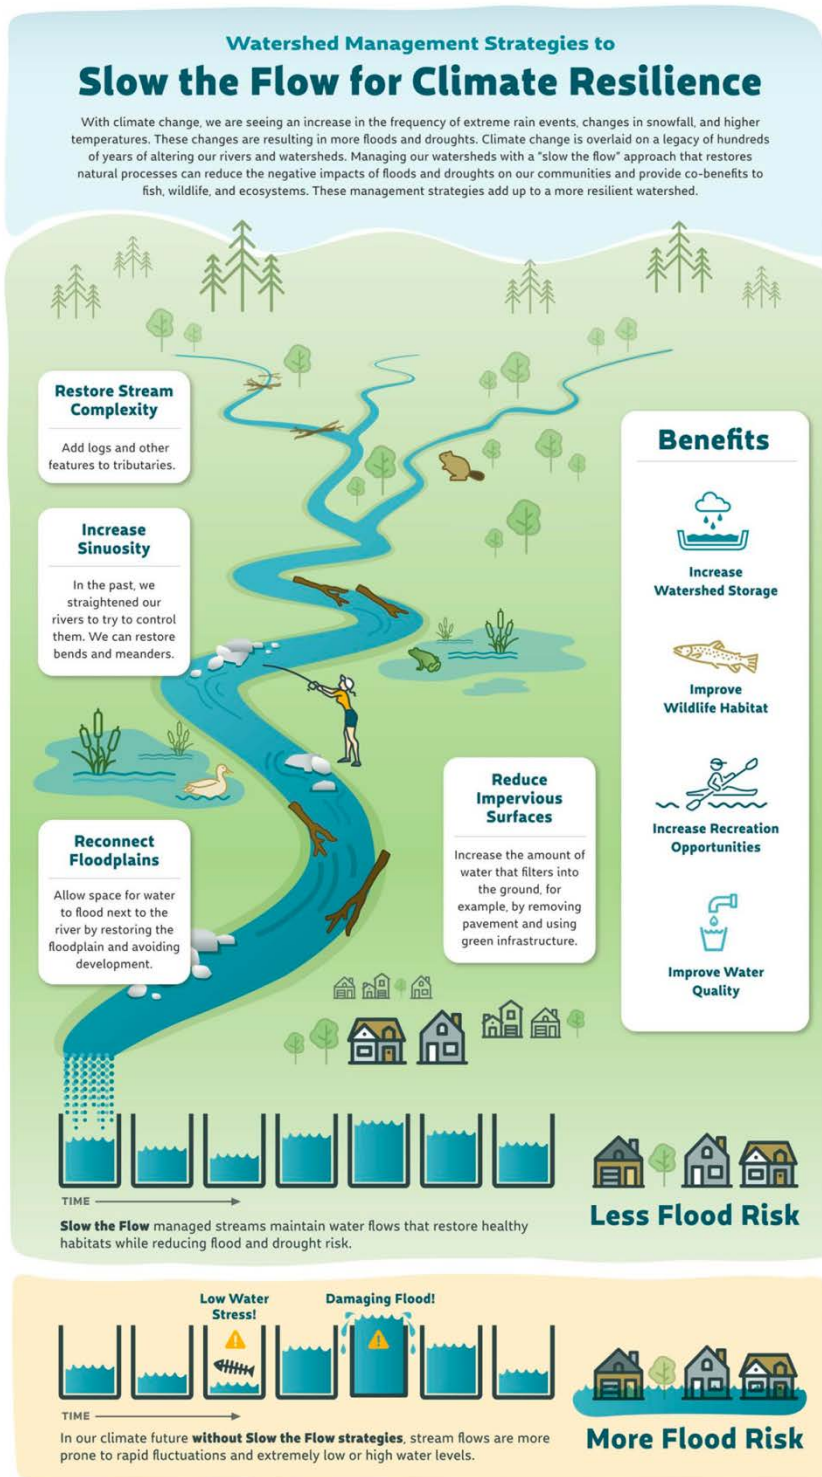 Watershed Management Strategies to
Slow the Flow for Climate Resilience
With climate change, we are seeing an increase in the frequency of extreme rain events, changes in snowfall, and higher
temperatures. These changes are resulting in more floods and droughts. Climate change is overlaid on a legacy of hundreds
of years of altering our rivers and watersheds. Managing our watersheds with a "slow the flow" approach that restores
natural processes can reduce the negative impacts of floods and droughts on our communities and provide co-benefits to
fish, wildlife, and ecosystems. These management strategies add up to a more resilient watershed.
Restore Stream
Complexity
Add logs and other
features to tributaries.
Increase
Sinuosity
In the past, we
straightened our
rivers to try to control
them. We can restore
bends and meanders.
Reconnect
Floodplains
Allow space for water
to flood next to the
river by restoring the
floodplain and avoiding
development.
Reduce
Impervious
Surfaces
Increase the amount of
water that filters into
the ground, for
example, by removing
pavement and using
green infrastructure.
Benefits
Increase
Watershed Storage
Improve
Wildlife Habitat
Increase Recreation
Opportunities
Improve Water
Quality
TIME
Slow the Flow managed streams maintain water flows that restore healthy
habitats while reducing flood and drought risk.
Less Flood Risk
Low Water
Stress!
Damaging Flood!
TIME
In our climate future without Slow the Flow strategies, stream flows are more
prone to rapid fluctuations and extremely low or high water levels.
More Flood Risk